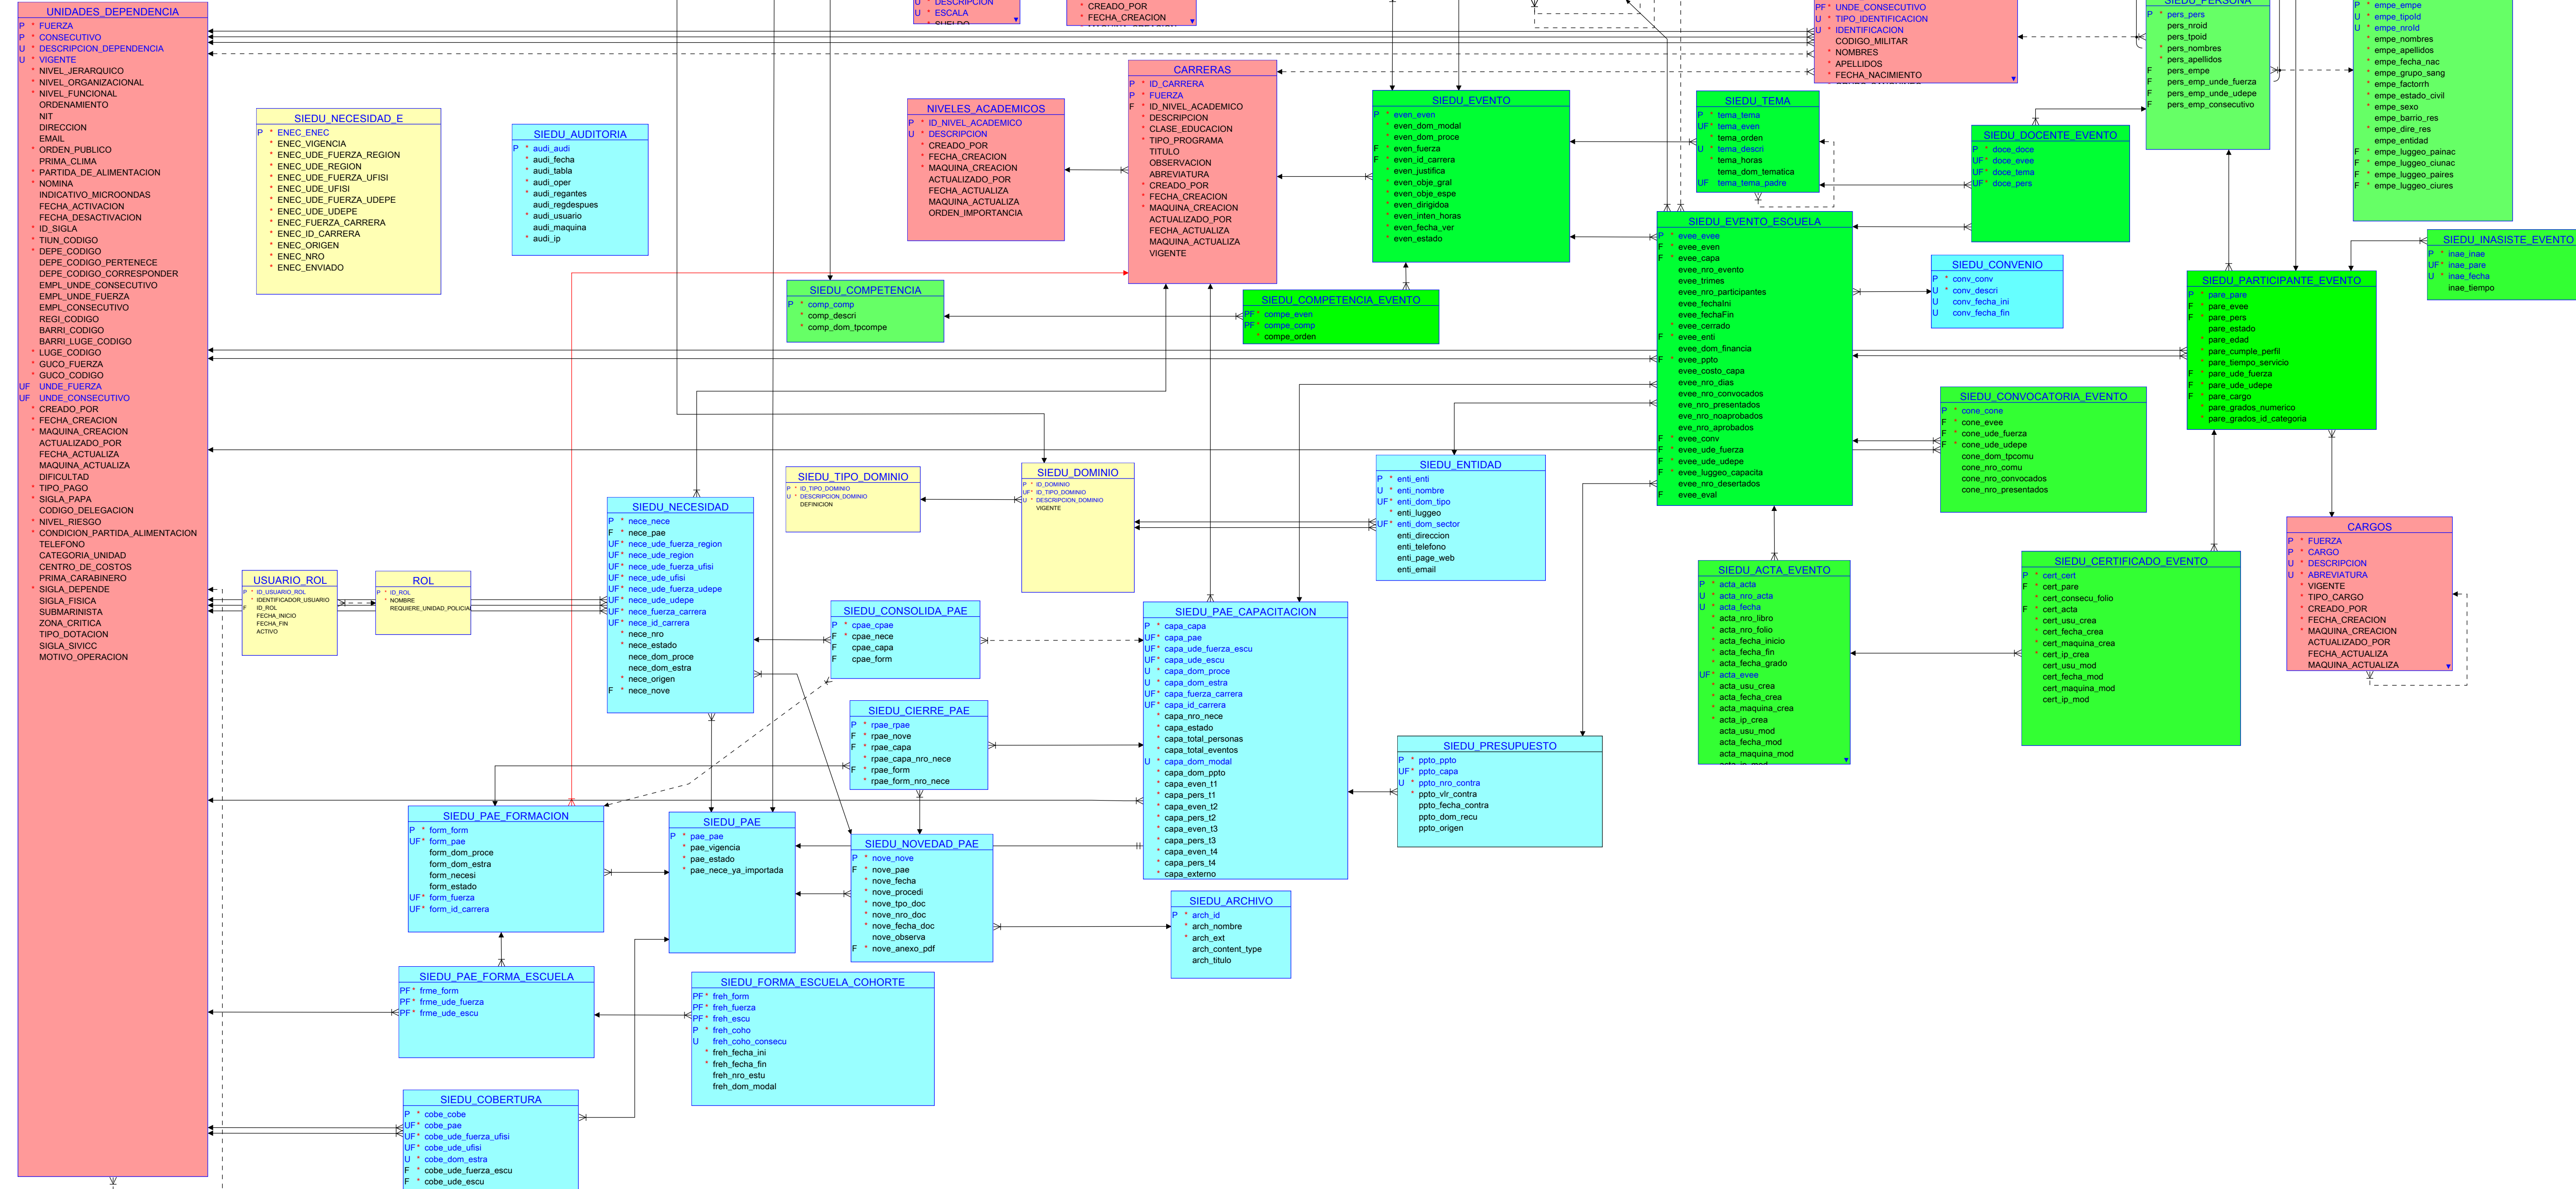 UNIDADES_DEPENDENCIA
P * FUERZA
P * CONSECUTIVO
U * DESCRIPCION_DEPENDENCIA
U * VIGENTE
* NIVEL_JERARQUICO
* NIVEL_ORGANIZACIONAL
* NIVEL_FUNCIONAL
ORDENAMIENTO
NIT
DIRECCION
EMAIL
* ORDEN_PUBLICO
PRIMA_CLIMA
* PARTIDA_DE_ALIMENTACION
* NOMINA
INDICATIVO_MICROONDAS
FECHA_ACTIVACION
FECHA_DESACTIVACION
* ID_SIGLA
* TIUN_CODIGO
* DEPE_CODIGO
DEPE_CODIGO_PERTENECE
DEPE_CODIGO_CORRESPONDER
EMPL_UNDE_CONSECUTIVO
EMPL_UNDE_FUERZA
EMPL_CONSECUTIVO
REGI_CODIGO
BARRI_CODIGO
BARRI_LUGE_CODIGO
* LUGE_CODIGO
* GUCO_FUERZA
* GUCO_CODIGO
UF UNDE_FUERZA
UF UNDE_CONSECUTIVO
* CREADO_POR
* FECHA_CREACION
* MAQUINA_CREACION
ACTUALIZADO_POR
FECHA_ACTUALIZA
MAQUINA_ACTUALIZA
DIFICULTAD
* TIPO_PAGO
* SIGLA_PAPA
CODIGO_DELEGACION
* NIVEL_RIESGO
* CONDICION_PARTIDA_ALIMENTACION
TELEFONO
CATEGORIA_UNIDAD
CENTRO_DE_COSTOS
PRIMA_CARABINERO
* SIGLA_DEPENDE
SIGLA_FISICA
SUBMARINISTA
ZONA_CRITICA
TIPO_DOTACION
SIGLA_SIVICC
MOTIVO_OPERACION
SIEDU_NECESIDAD_E
P * ENEC_ENEC
* ENEC_VIGENCIA
* ENEC_UDE_FUERZA_REGION
* ENEC_UDE_REGION
* ENEC_UDE_FUERZA_UFISI
* ENEC_UDE_UFISI
* ENEC_UDE_FUERZA_UDEPE
* ENEC_UDE_UDEPE
* ENEC_FUERZA_CARRERA
* ENEC_ID_CARRERA
* ENEC_ORIGEN
* ENEC_NRO
* ENEC_ENVIADO
SIEDU_AUDITORIA
P * audi_audi
* audi_fecha
* audi_tabla
* audi_oper
* audi_regantes
audi_regdespues
* audi_usuario
audi_maquina
* audi_ip
U * DESCRIPCION
U * ESCALA
* CREADO_POR
* FECHA_CREACION
NIVELES_ACADEMICOS
P * ID_NIVEL_ACADEMICO
U * DESCRIPCION
* CREADO_POR
* FECHA_CREACION
* MAQUINA_CREACION
ACTUALIZADO_POR
FECHA_ACTUALIZA
MAQUINA_ACTUALIZA
ORDEN_IMPORTANCIA
CARRERAS
P * ID_CARRERA
P * FUERZA
F * ID_NIVEL_ACADEMICO
* DESCRIPCION
* CLASE_EDUCACION
* TIPO_PROGRAMA
TITULO
OBSERVACION
ABREVIATURA
* CREADO_POR
* FECHA_CREACION
* MAQUINA_CREACION
ACTUALIZADO_POR
FECHA_ACTUALIZA
MAQUINA_ACTUALIZA
VIGENTE
SIEDU_EVENTO
P * even_even
* even_dom_modal
* even_dom_proce
F * even_fuerza
F * even_id_carrera
* even_justifica
* even_obje_gral
* even_obje_espe
* even_dirigidoa
* even_inten_horas
* even_fecha_ver
* even_estado
SIEDU_TEMA
P * tema_tema
UF * tema_even
* tema_orden
U * tema_descri
* tema_horas
tema_dom_tematica
UF tema_tema_padre
PF * UNDE_CONSECUTIVO
U * TIPO_IDENTIFICACION
U * IDENTIFICACION
CODIGO_MILITAR
* NOMBRES
* APELLIDOS
* FECHA_NACIMIENTO
SIEDU_DOCENTE_EVENTO
P * doce_doce
UF * doce_evee
UF * doce_tema
UF * doce_pers
SIEDU_PERSONA
P * pers_pers
pers_nroid
pers_tpoid
* pers_nombres
* pers_apellidos
F pers_empe
F pers_emp_unde_fuerza
F pers_emp_unde_udepe
F pers_emp_consecutivo
P * empe_empe
U * empe_tipoId
U * empe_nroId
* empe_nombres
* empe_apellidos
* empe_fecha_nac
* empe_grupo_sang
* empe_factorrh
* empe_estado_civil
* empe_sexo
empe_barrio_res
* empe_dire_res
empe_entidad
F * empe_luggeo_painac
F * empe_luggeo_ciunac
F * empe_luggeo_paires
F * empe_luggeo_ciures
SIEDU_EVENTO_ESCUELA
P * evee_evee
F * evee_even
F * evee_capa
evee_nro_evento
evee_trimes
evee_nro_participantes
evee_fechaIni
evee_fechaFin
* evee_cerrado
F evee_enti
evee_dom_financia
F * evee_ppto
evee_costo_capa
evee_nro_dias
evee_nro_convocados
eve_nro_presentados
eve_nro_noaprobados
eve_nro_aprobados
F * evee_conv
F * evee_ude_fuerza
F * evee_ude_udepe
F * evee_luggeo_capacita
evee_nro_desertados
F evee_eval
SIEDU_CONVENIO
P * conv_conv
U * conv_descri
U conv_fecha_ini
U conv_fecha_fin
SIEDU_PARTICIPANTE_EVENTO
P * pare_pare
F * pare_evee
F * pare_pers
pare_estado
* pare_edad
* pare_cumple_perfil
* pare_tiempo_servicio
F * pare_ude_fuerza
F * pare_ude_udepe
F * pare_cargo
* pare_grados_numerico
* pare_grados_id_categoria
SIEDU_INASISTE_EVENTO
P * inae_inae
UF * inae_pare
U * inae_fecha
inae_tiempo
SIEDU_COMPETENCIA
P * comp_comp
* comp_descri
* comp_dom_tpcompe
SIEDU_COMPETENCIA_EVENTO
PF * compe_even
PF * compe_comp
* compe_orden
SIEDU_CONVOCATORIA_EVENTO
P * cone_cone
F * cone_evee
F * cone_ude_fuerza
F * cone_ude_udepe
cone_dom_tpcomu
cone_nro_comu
cone_nro_convocados
cone_nro_presentados
SIEDU_TIPO_DOMINIO
P * ID_TIPO_DOMINIO
U * DESCRIPCION_DOMINIO
DEFINICION
SIEDU_DOMINIO
P * ID_DOMINIO
UF * ID_TIPO_DOMINIO
U * DESCRIPCION_DOMINIO
VIGENTE
SIEDU_ENTIDAD
P * enti_enti
U * enti_nombre
UF * enti_dom_tipo
* enti_luggeo
UF * enti_dom_sector
enti_direccion
enti_telefono
enti_page_web
enti_email
SIEDU_NECESIDAD
P * nece_nece
F * nece_pae
UF * nece_ude_fuerza_region
UF * nece_ude_region
UF * nece_ude_fuerza_ufisi
UF * nece_ude_ufisi
UF * nece_ude_fuerza_udepe
UF * nece_ude_udepe
UF * nece_fuerza_carrera
UF * nece_id_carrera
* nece_nro
* nece_estado
nece_dom_proce
nece_dom_estra
* nece_origen
F * nece_nove
USUARIO_ROL
P * ID_USUARIO_ROL
* IDENTIFICADOR_USUARIO
F ID_ROL
FECHA_INICIO
FECHA_FIN
ACTIVO
ROL
P * ID_ROL
* NOMBRE
REQUIERE_UNIDAD_POLICIAL
SIEDU_CONSOLIDA_PAE
P * cpae_cpae
F * cpae_nece
F cpae_capa
F cpae_form
SIEDU_PAE_CAPACITACION
P * capa_capa
UF * capa_pae
UF * capa_ude_fuerza_escu
UF * capa_ude_escu
U * capa_dom_proce
U * capa_dom_estra
UF * capa_fuerza_carrera
UF * capa_id_carrera
* capa_nro_nece
* capa_estado
* capa_total_personas
* capa_total_eventos
U * capa_dom_modal
* capa_dom_ppto
* capa_even_t1
* capa_pers_t1
* capa_even_t2
* capa_pers_t2
* capa_even_t3
* capa_pers_t3
* capa_even_t4
* capa_pers_t4
* capa_externo
SIEDU_ACTA_EVENTO
P * acta_acta
U * acta_nro_acta
U * acta_fecha
* acta_nro_libro
* acta_nro_folio
* acta_fecha_inicio
* acta_fecha_fin
* acta_fecha_grado
UF * acta_evee
* acta_usu_crea
* acta_fecha_crea
* acta_maquina_crea
* acta_ip_crea
acta_usu_mod
acta_fecha_mod
acta_maquina_mod
SIEDU_CERTIFICADO_EVENTO
P * cert_cert
F * cert_pare
* cert_consecu_folio
F * cert_acta
* cert_usu_crea
* cert_fecha_crea
* cert_maquina_crea
* cert_ip_crea
cert_usu_mod
cert_fecha_mod
cert_maquina_mod
cert_ip_mod
CARGOS
P * FUERZA
P * CARGO
U * DESCRIPCION
U * ABREVIATURA
* VIGENTE
* TIPO_CARGO
* CREADO_POR
* FECHA_CREACION
* MAQUINA_CREACION
ACTUALIZADO_POR
FECHA_ACTUALIZA
MAQUINA_ACTUALIZA
SIEDU_CIERRE_PAE
P * rpae_rpae
F * rpae_nove
F * rpae_capa
* rpae_capa_nro_nece
F * rpae_form
* rpae_form_nro_nece
SIEDU_PRESUPUESTO
P * ppto_ppto
UF * ppto_capa
U * ppto_nro_contra
* ppto_vlr_contra
ppto_fecha_contra
ppto_dom_recu
ppto_origen
SIEDU_PAE_FORMACION
P * form_form
UF * form_pae
form_dom_proce
form_dom_estra
form_necesi
form_estado
UF * form_fuerza
UF * form_id_carrera
SIEDU_PAE
P * pae_pae
* pae_vigencia
* pae_estado
* pae_nece_ya_importada
SIEDU_NOVEDAD_PAE
P * nove_nove
F * nove_pae
* nove_fecha
* nove_procedi
* nove_tpo_doc
* nove_nro_doc
* nove_fecha_doc
nove_observa
F * nove_anexo_pdf
SIEDU_ARCHIVO
P * arch_id
* arch_nombre
* arch_ext
arch_content_type
arch_titulo
SIEDU_PAE_FORMA_ESCUELA
PF * frme_form
PF * frme_ude_fuerza
PF * frme_ude_escu
SIEDU_FORMA_ESCUELA_COHORTE
PF * freh_form
PF * freh_fuerza
PF * freh_escu
P * freh_coho
U freh_coho_consecu
* freh_fecha_ini
* freh_fecha_fin
freh_nro_estu
freh_dom_modal
SIEDU_COBERTURA
P * cobe_cobe
UF * cobe_pae
UF * cobe_ude_fuerza_ufisi
UF * cobe_ude_ufisi
U * cobe_dom_estra
F * cobe_ude_fuerza_escu
F * cobe_ude_escu